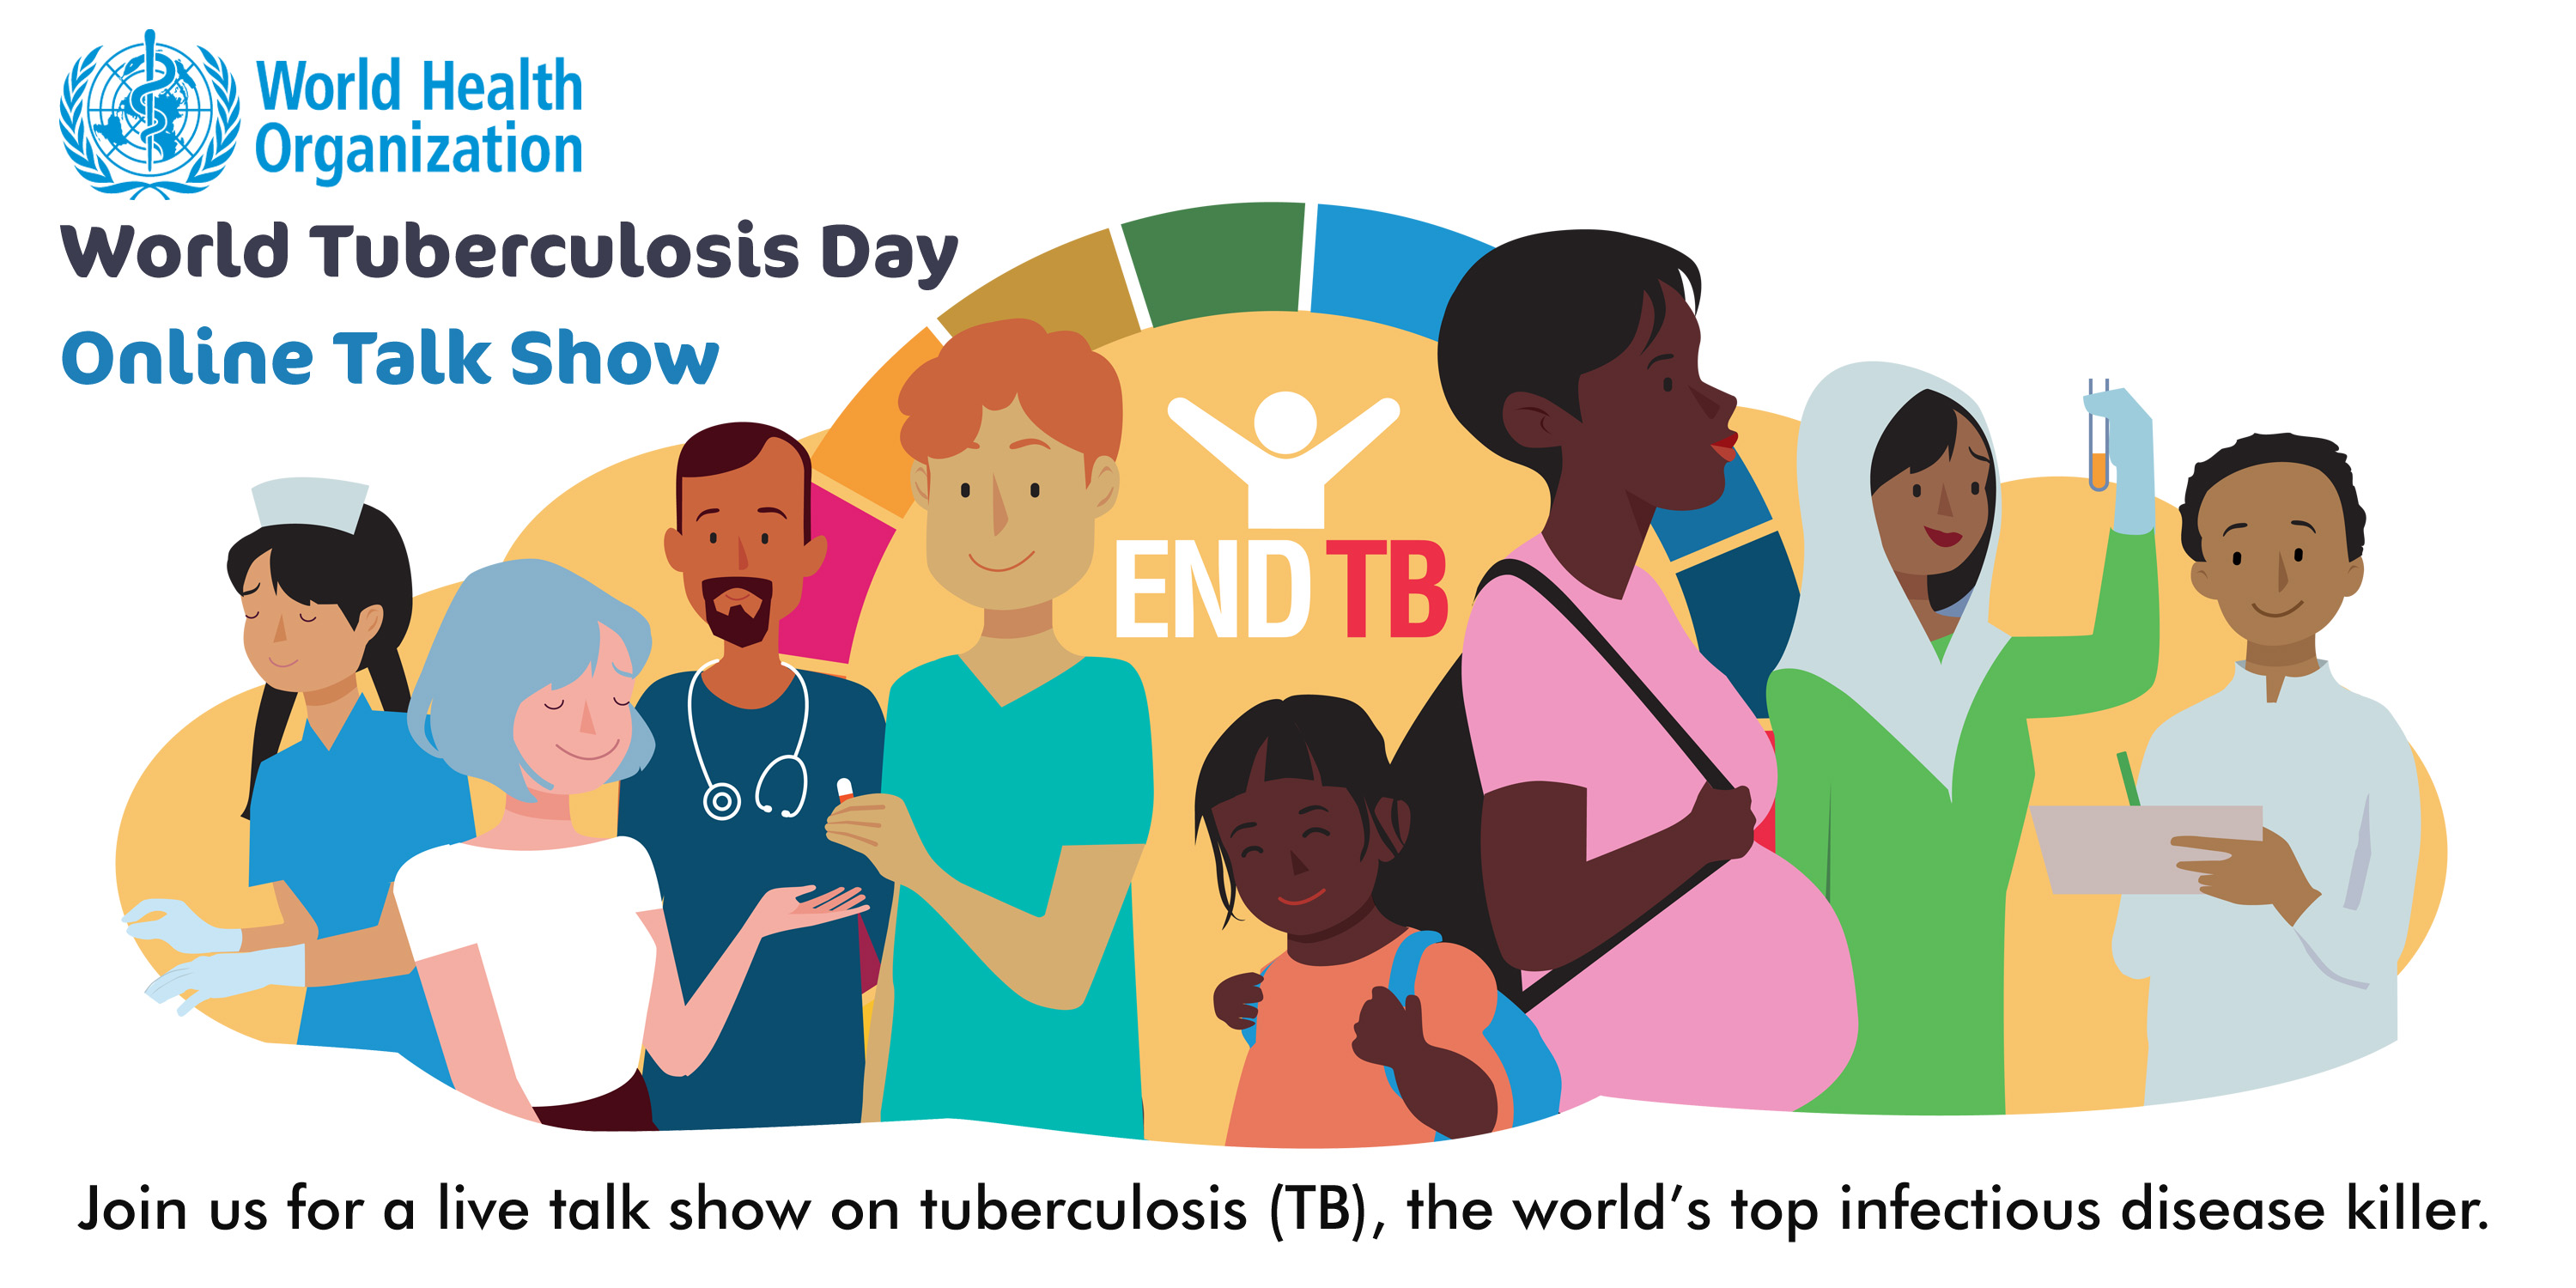 World Health
Organization
World Tuberculosis Day
Online Talk Show
END TB
Join us for a live talk show on tuberculosis (TB), the world’s top infectious disease killer.